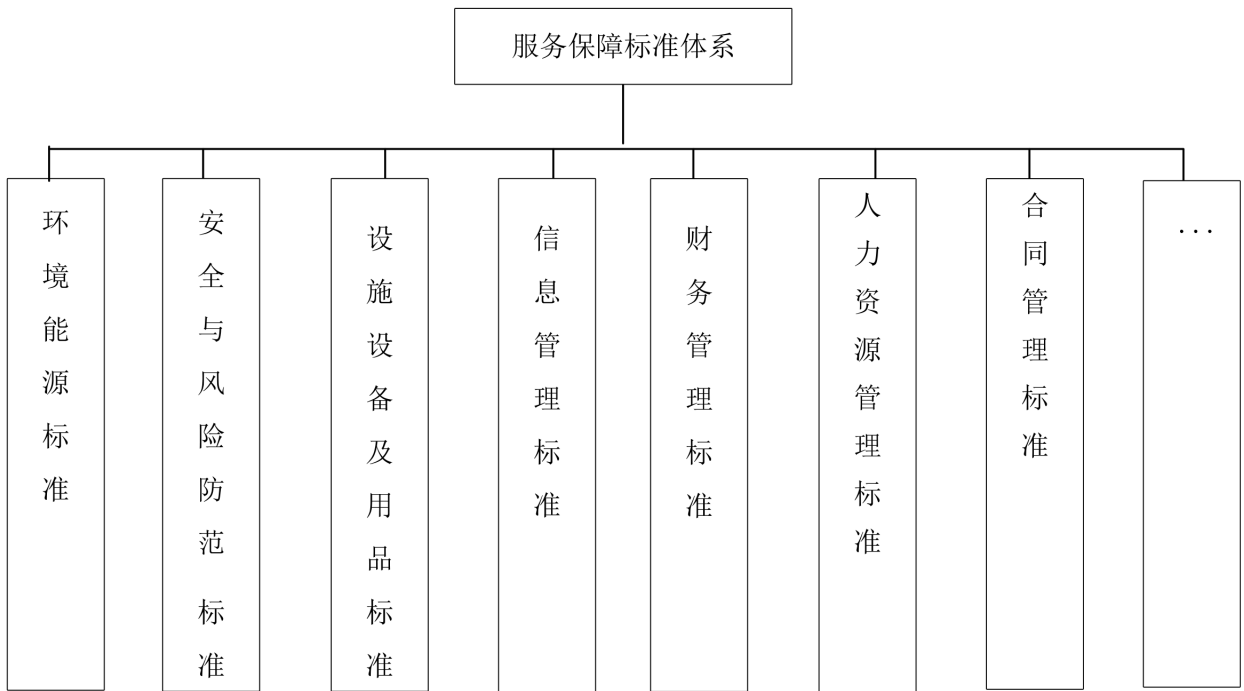 服务保障标准体系
环境能源标准
安全与风险防范标准
设施设备及用品标准
信息管理标准
财务管理标准
人力资源管理标准
合同管理标准
...